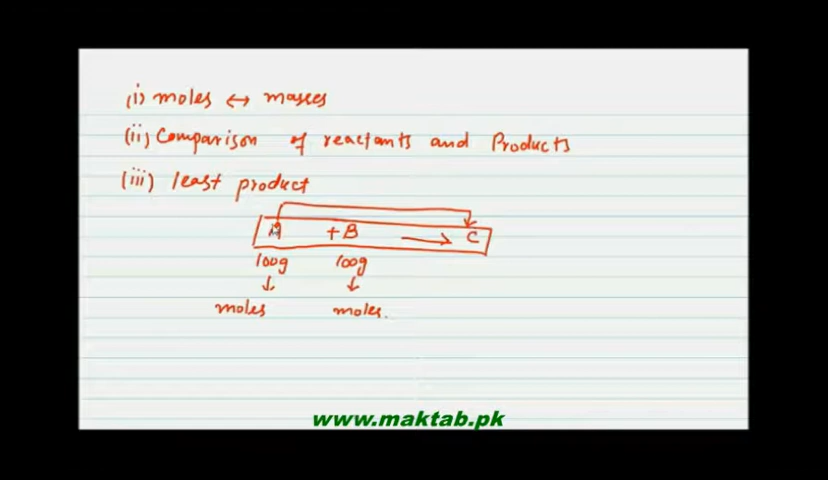 (i) moles ↔ masses
(ii) Comparison of reactants and Products
(iii) least product
A + B → C
100g 100g
↓ ↓
moles moles.
www.maktab.pk